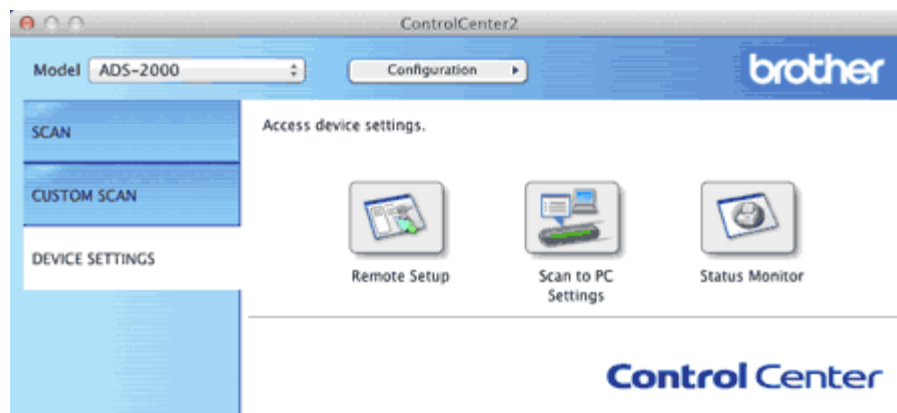 ControlCenter2
Model ADS-2000 Configuration brother
SCAN
CUSTOM SCAN
DEVICE SETTINGS
Access device settings.
Remote Setup
Scan to PC
Settings
Status Monitor
Control Center